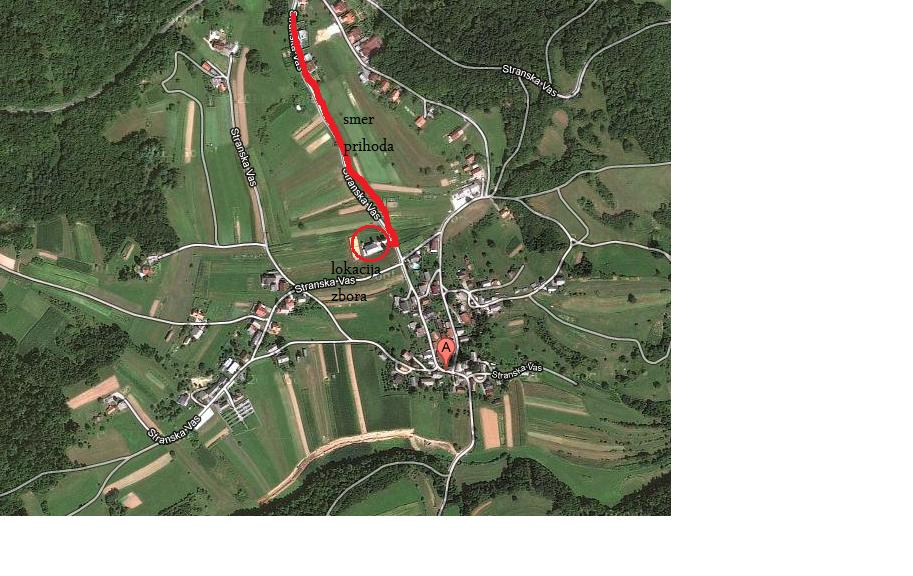 Stranska Vas
Stranska Vas
smer
prihoda
Stranska Vas
Stranska Vas
lokacija
Stranska Vas
zbora
A
Stranska Vas
Stranska Vas